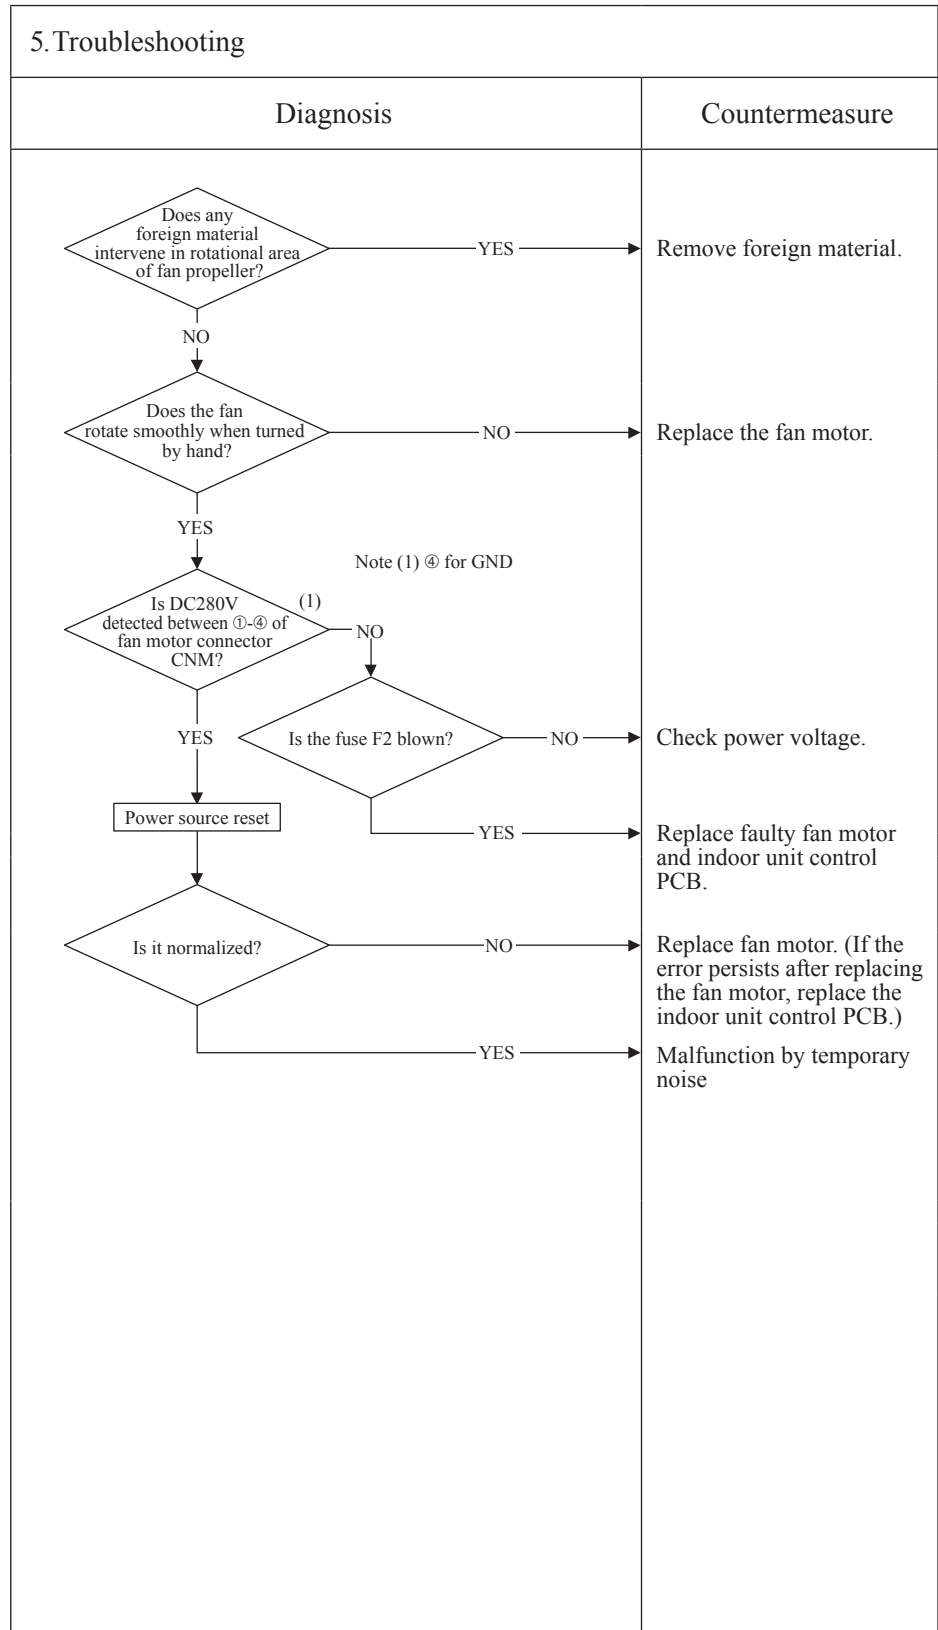 5.Troubleshooting
Diagnosis
Countermeasure
Does any
foreign material
intervene in rotational area
of fan propeller?
YES
Remove foreign material.
NO
Does the fan
rotate smoothly when turned
by hand?
NO
Replace the fan motor.
YES
Note (1) ④ for GND
Is DC280V
(1)
detected between ①-④ of
fan motor connector
CNM?
NO
YES
Is the fuse F2 blown?
NO
Check power voltage.
Power source reset
YES
Replace faulty fan motor
and indoor unit control
PCB.
Is it normalized?
NO
Replace fan motor. (If the
error persists after replacing
the fan motor, replace the
indoor unit control PCB.)
YES
Malfunction by temporary
noise